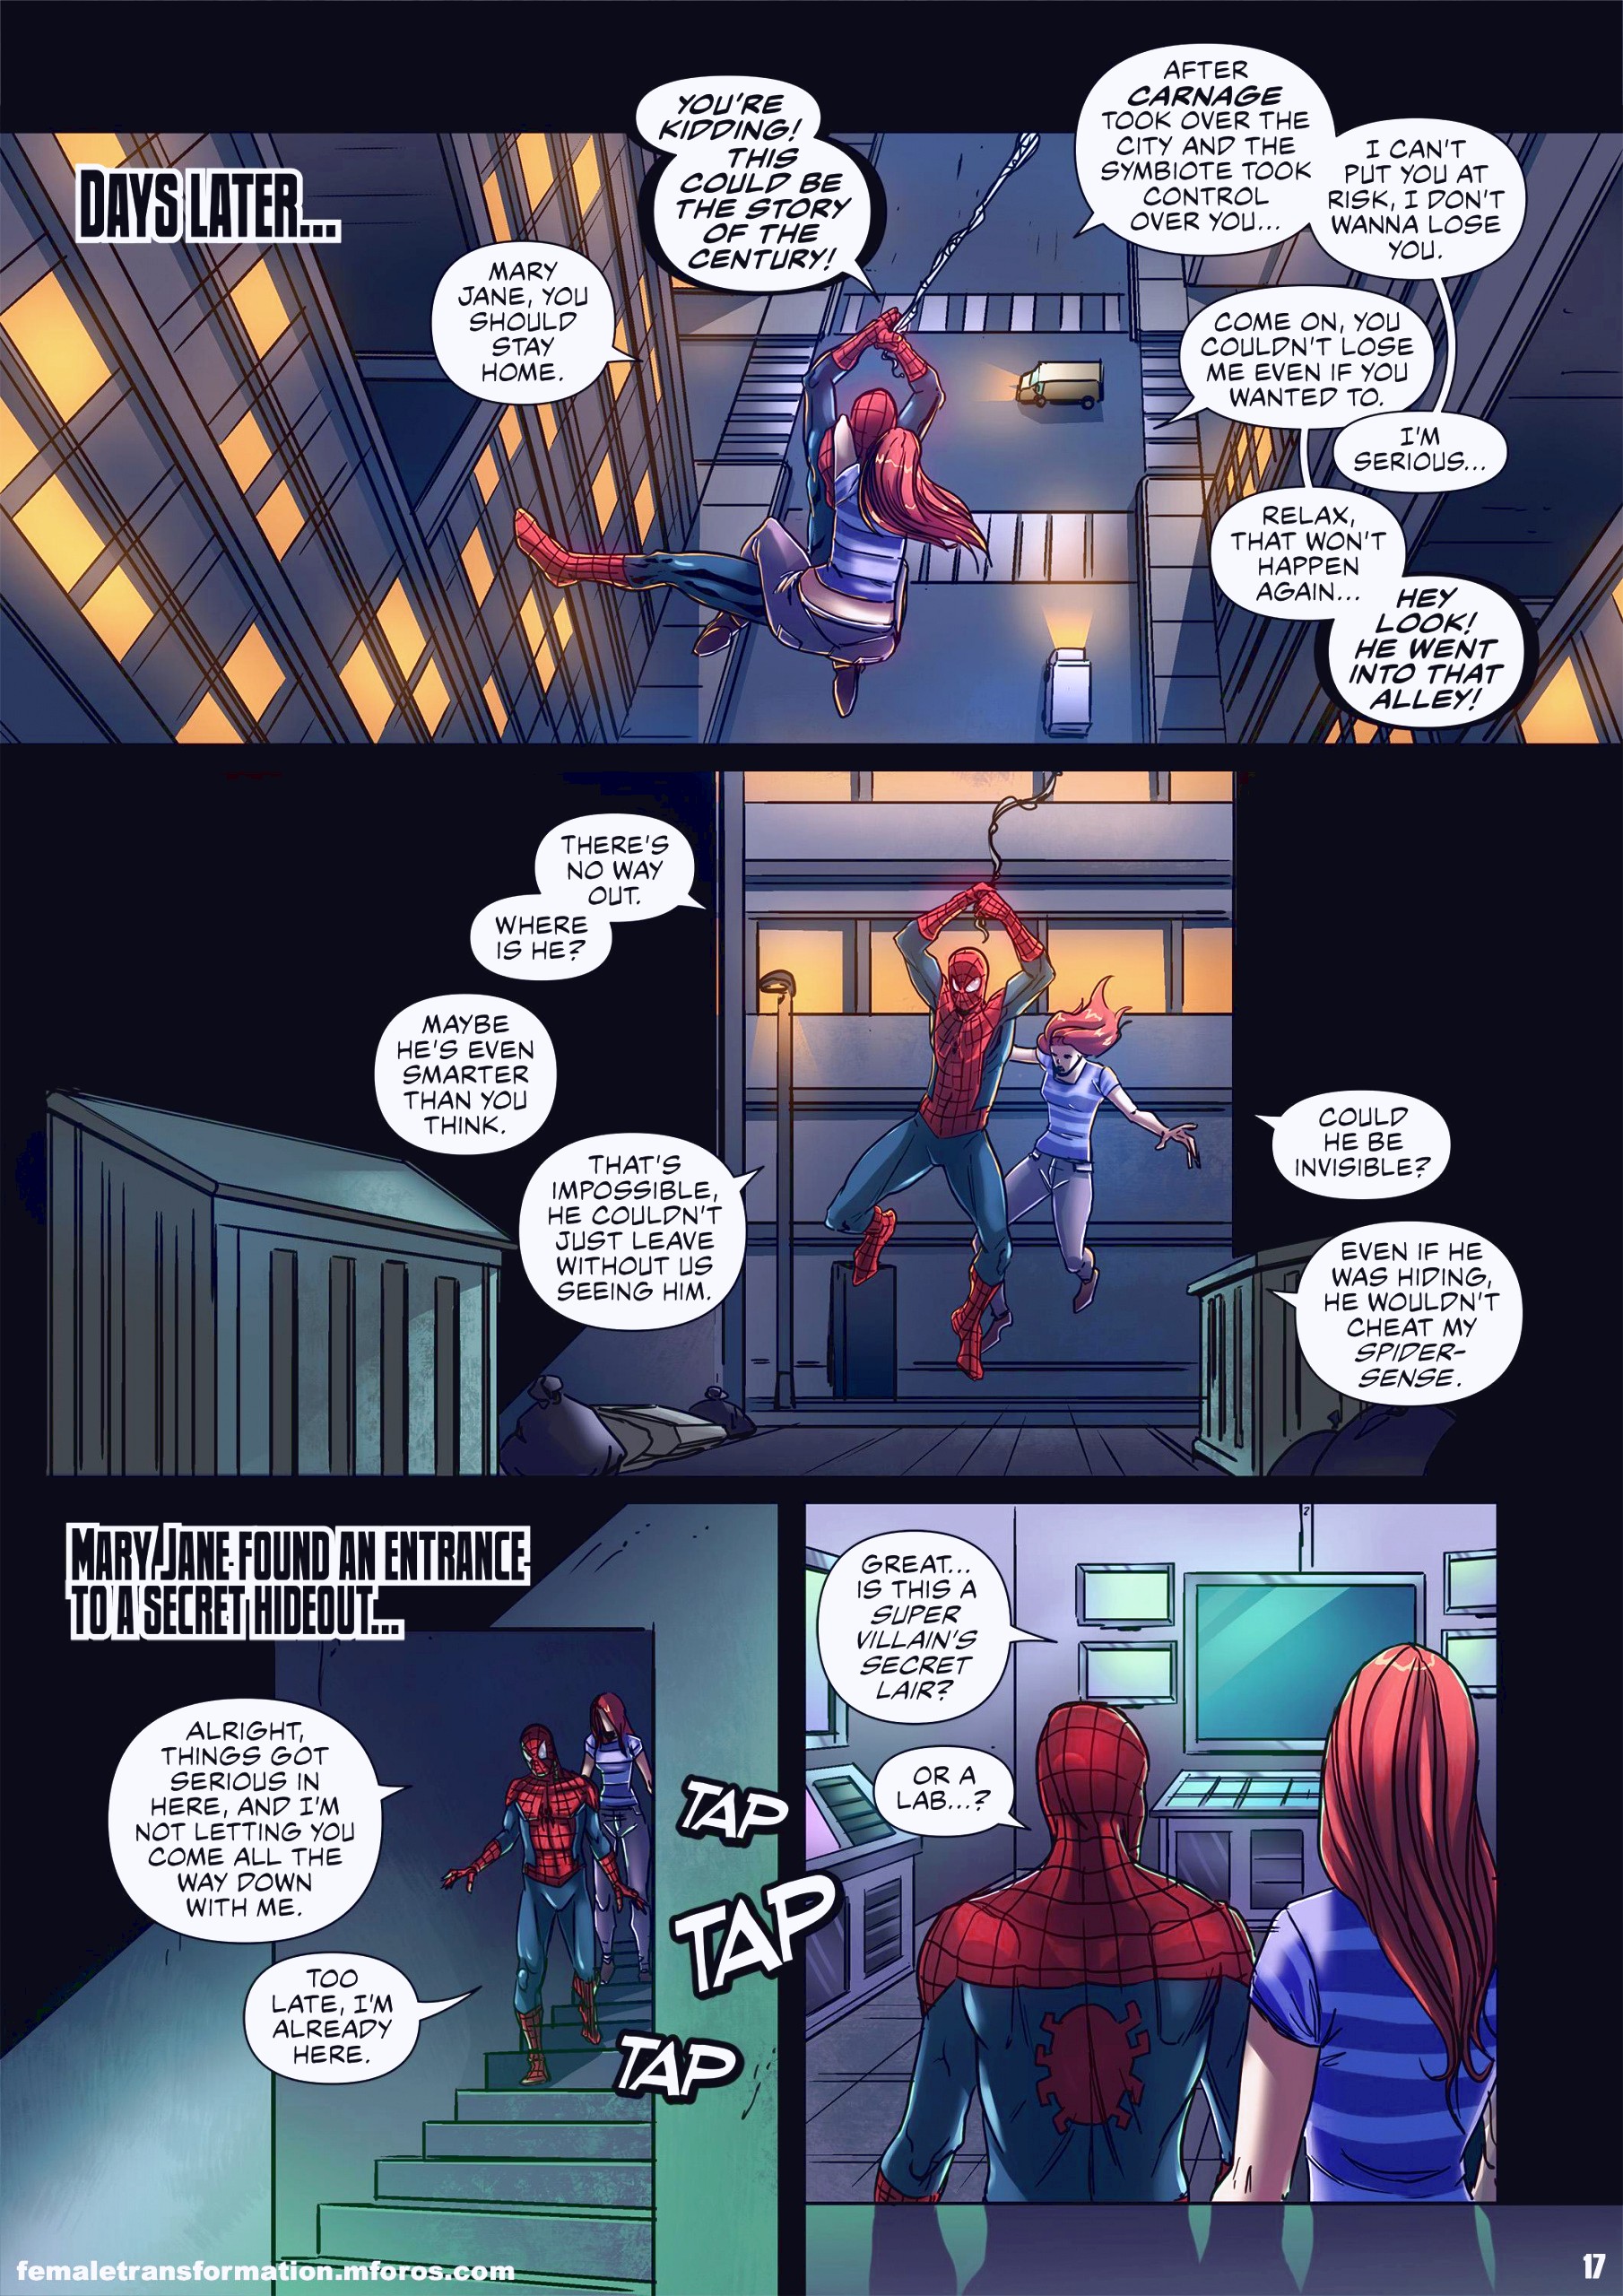 DAYS LATER...
MARY
JANE, YOU
SHOULD
STAY
HOME.
YOU'RE
KIDDING!
THIS
COULD BE
THE STORY
OF THE
CENTURY!
AFTER
CARNAGE
TOOK OVER THE
CITY AND THE
SYMBIOTE TOOK
CONTROL
OVER YOU...
I CAN'T
PUT YOU AT
RISK, I DON'T
WANNA LOSE
YOU.
COME ON, YOU
COULDN'T LOSE
ME EVEN IF YOU
WANTED TO.
I'M
SERIOUS...
RELAX,
THAT WON'T
HAPPEN
AGAIN...
HEY
LOOK!
HE WENT
INTO THAT
ALLEY!
THERE'S
NO WAY
OUT.
WHERE
IS HE?
MAYBE
HE'S EVEN
SMARTER
THAN YOU
THINK.
THAT'S
IMPOSSIBLE,
HE COULDN'T
JUST LEAVE
WITHOUT US
SEEING HIM.
COULD
HE BE
INVISIBLE?
EVEN IF HE
WAS HIDING,
HE WOULDN'T
CHEAT MY
SPIDER-
SENSE.
MARY JANE FOUND AN ENTRANCE
TO A SECRET HIDEOUT...
ALRIGHT,
THINGS GOT
SERIOUS IN
HERE, AND I'M
NOT LETTING YOU
COME ALL THE
WAY DOWN
WITH ME.
TOO
LATE, I'M
ALREADY
HERE.
TAP
TAP
TAP
GREAT...
IS THIS A
SUPER
VILLAIN'S
SECRET
LAIR?
OR A
LAB...?
femaletransformation.mforos.com
17